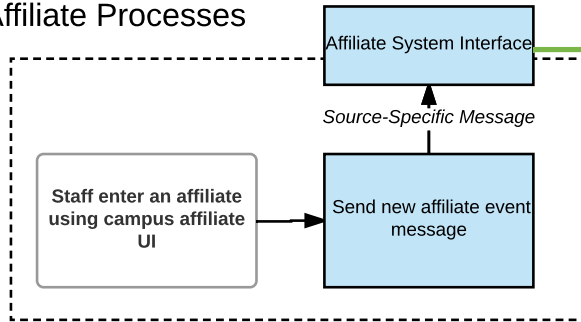 Affiliate Processes
Affiliate System Interface
Source-Specific Message
Staff enter an affiliate
using campus affiliate
UI
Send new affiliate event
message